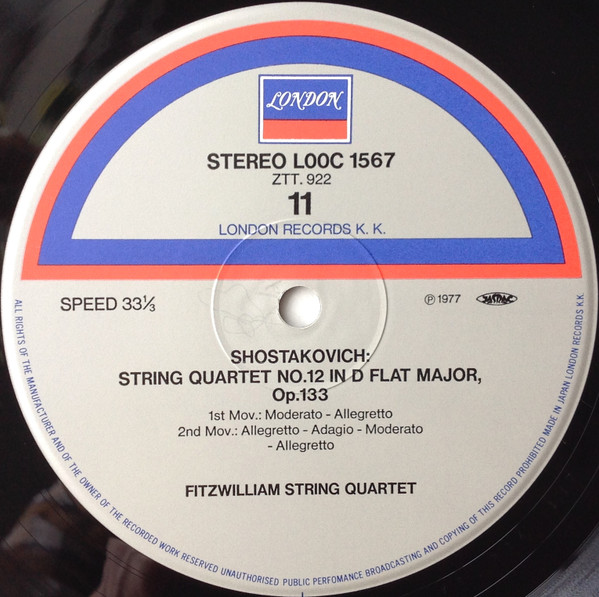 LONDON
STEREO L00C 1567
ZTT. 922
11
LONDON RECORDS K. K.
SPEED 33⅓
Ⓟ 1977
JASRAC
SHOSTAKOVICH:
STRING QUARTET NO.12 IN D FLAT MAJOR,
Op.133
1st Mov.: Moderato - Allegretto
2nd Mov.: Allegretto - Adagio - Moderato
- Allegretto
FITZWILLIAM STRING QUARTET
ALL RIGHTS OF THE MANUFACTURER AND OF THE OWNER OF THE RECORDED WORK RESERVED UNAUTHORISED PUBLIC PERFOMANCE BROADCASTING AND COPYING OF THIS RECORD PROHIBITED MADE IN JAPAN LONDON RECORDS K.K.